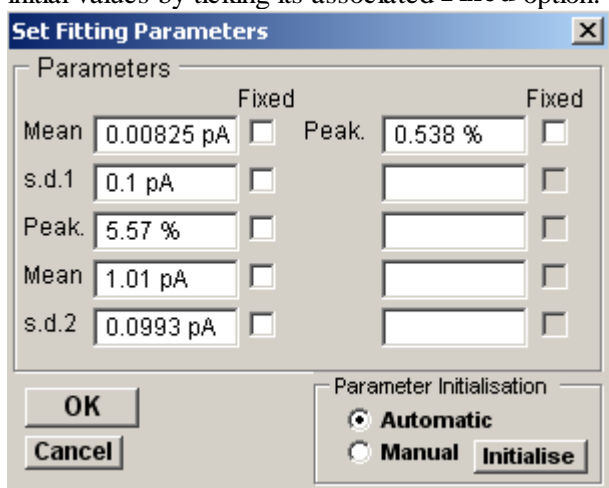 initial values by ticking its associated Fixed option.
Set Fitting Parameters
Parameters
Fixed Fixed
Mean 0.00825 pA Peak. 0.538 %
s.d.1 0.1 pA
Peak. 5.57 %
Mean 1.01 pA
s.d.2 0.0993 pA
OK
Cancel
Parameter Initialisation
Automatic
Manual Initialise